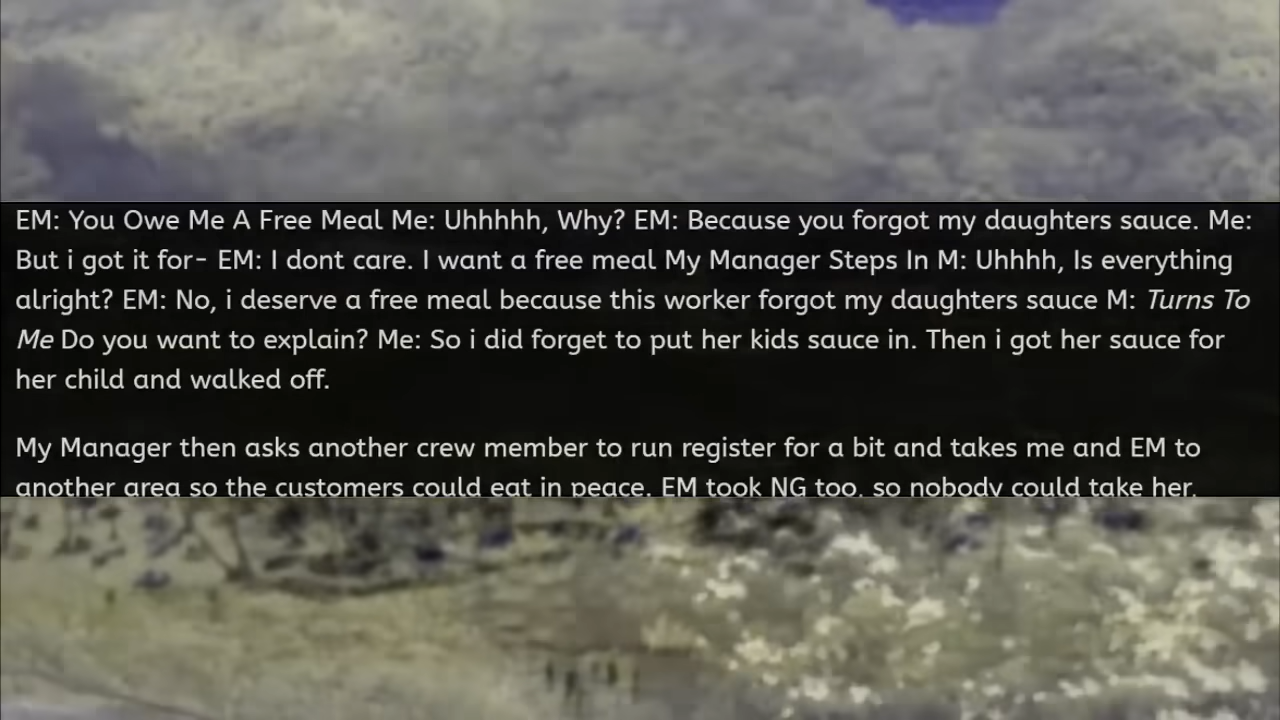 EM: You Owe Me A Free Meal Me: Uhhhhh, Why? EM: Because you forgot my daughters sauce. Me:
But i got it for- EM: I dont care. I want a free meal My Manager Steps In M: Uhhhh, Is everything
alright? EM: No, i deserve a free meal because this worker forgot my daughters sauce M: Turns To
Me Do you want to explain? Me: So i did forget to put her kids sauce in. Then i got her sauce for
her child and walked off.
My Manager then asks another crew member to run register for a bit and takes me and EM to
another area so the customers could eat in peace. EM took NG too, so nobody could take her.